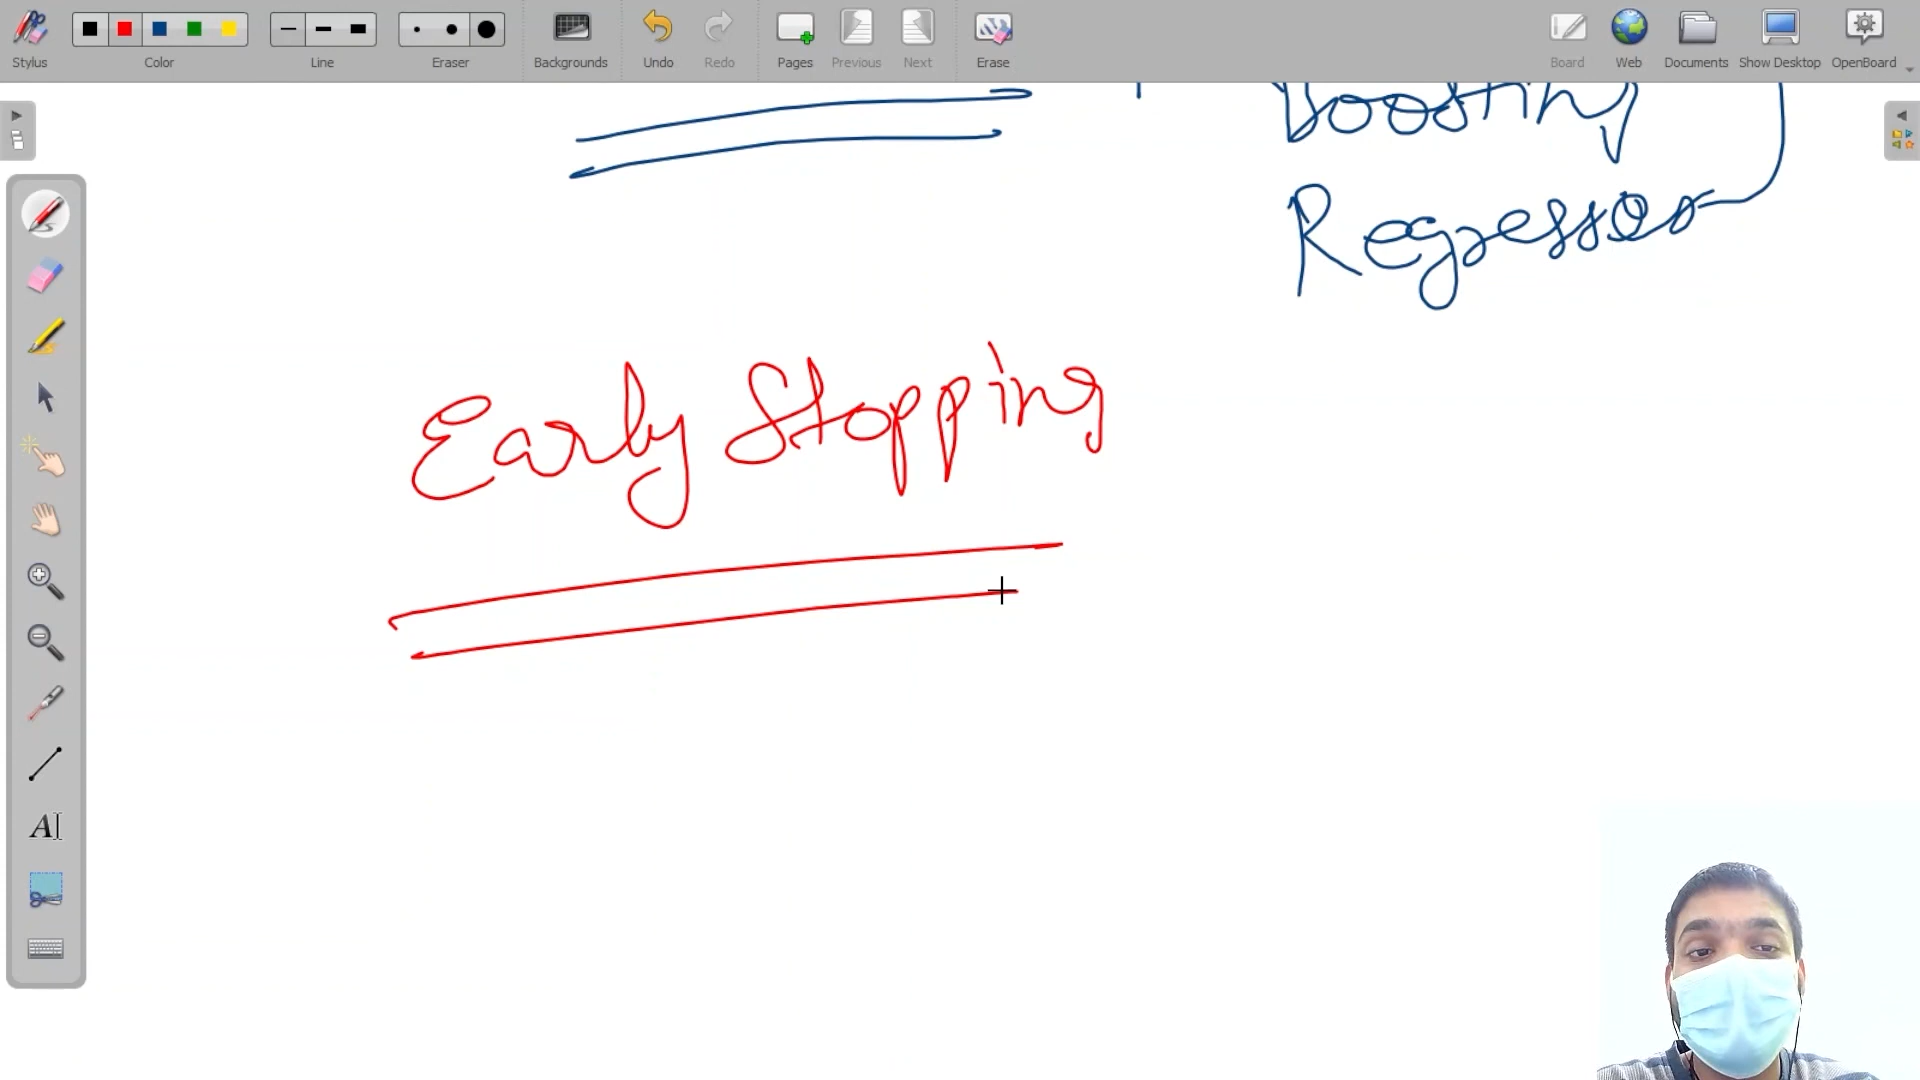 Stylus
Color
Line
Eraser
Backgrounds
Undo
Redo
Pages
Previous
Next
Erase
Board
Web
Documents
Show Desktop
OpenBoard
Boosting
Regressor
Early Stopping
A